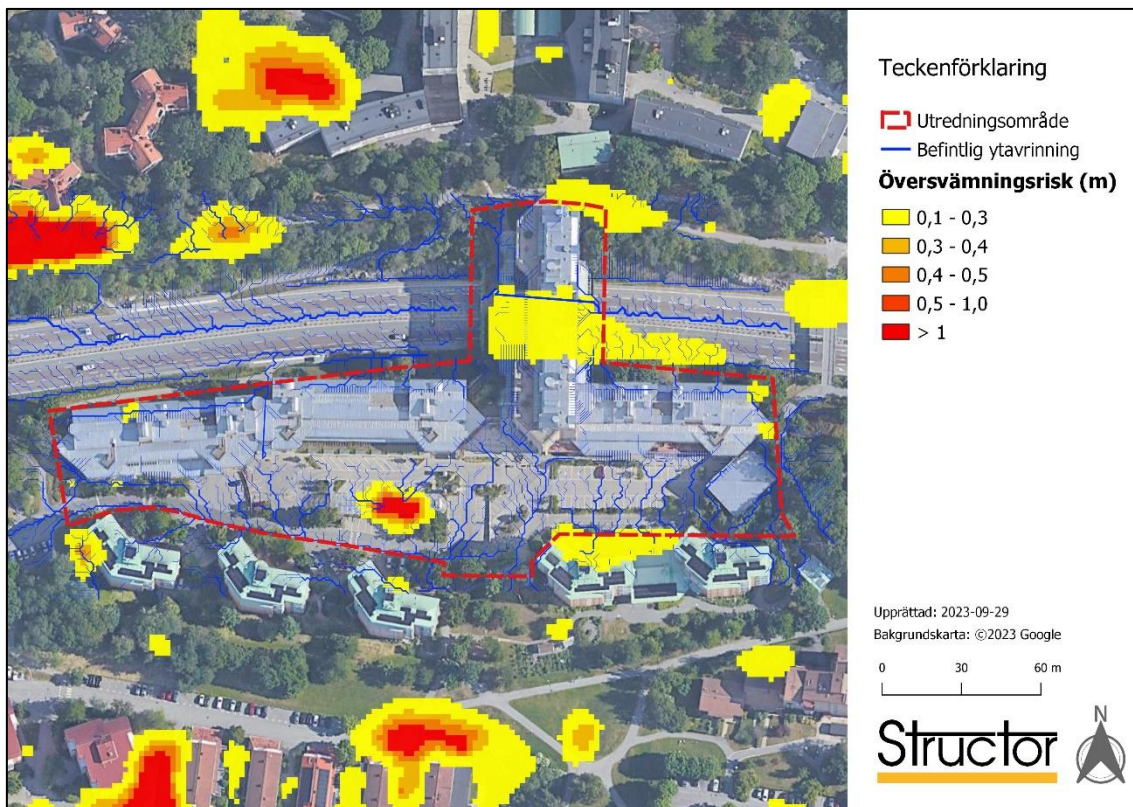 Teckenförklaring
Utredningsområde
Befintlig ytavrinning
Översvämningsrisk (m)
0,1 - 0,3
0,3 - 0,4
0,4 - 0,5
0,5 - 1,0
> 1
Upprättad: 2023-09-29
Bakgrundskarta: ©2023 Google
0 30 60 m
Structor
N